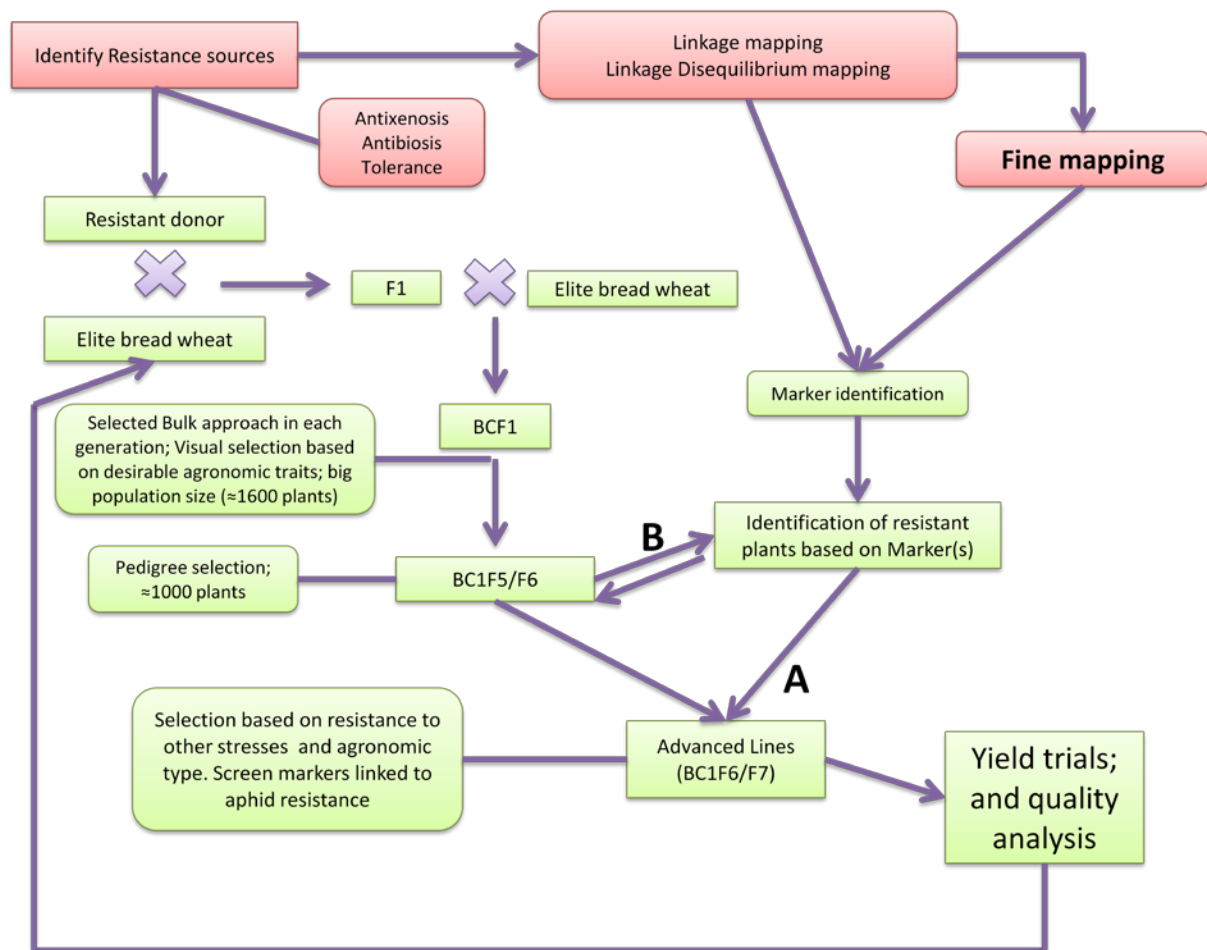 Identify Resistance sources
Linkage mapping
Linkage Disequilibrium mapping
Antixenosis
Antibiosis
Tolerance
Fine mapping
Resistant donor
F1
Elite bread wheat
Elite bread wheat
Marker identification
BCF1
Selected Bulk approach in each
generation; Visual selection based
on desirable agronomic traits; big
population size (≈1600 plants)
B
Identification of resistant
plants based on Marker(s)
Pedigree selection;
≈1000 plants
BC1F5/F6
A
Selection based on resistance to
other stresses and agronomic
type. Screen markers linked to
aphid resistance
Advanced Lines
(BC1F6/F7)
Yield trials;
and quality
analysis